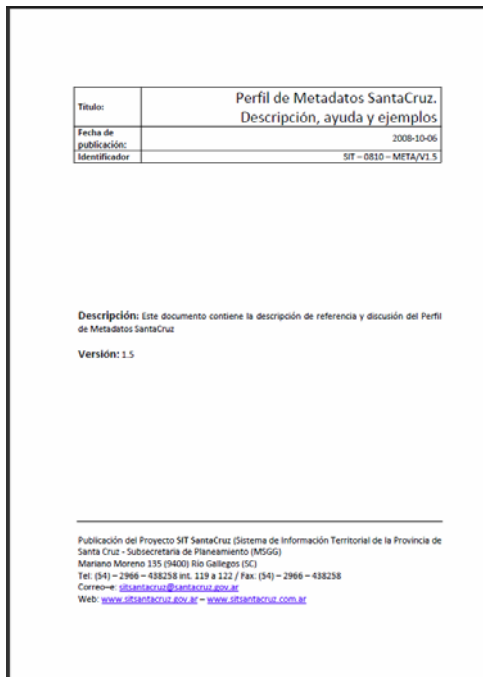 Título:
Perfil de Metadatos SantaCruz.
Descripción, ayuda y ejemplos
Fecha de
publicación:
2008-10-06
Identificador
SIT – 0810 – META/V1.5
Descripción: Este documento contiene la descripción de referencia y discusión del Perfil
de Metadatos SantaCruz
Versión: 1.5
Publicación del Proyecto SIT SantaCruz (Sistema de Información Territorial de la Provincia de
Santa Cruz - Subsecretaria de Planeamiento (MSGG)
Mariano Moreno 135 (9400) Río Gallegos (SC)
Tel: (54) – 2966 – 438258 int. 119 a 122 / Fax: (54) – 2966 – 438258
Correo–e: sitsantacruz@santacruz.gov.ar
Web: www.sitsantacruz.gov.ar – www.sitsantacruz.com.ar